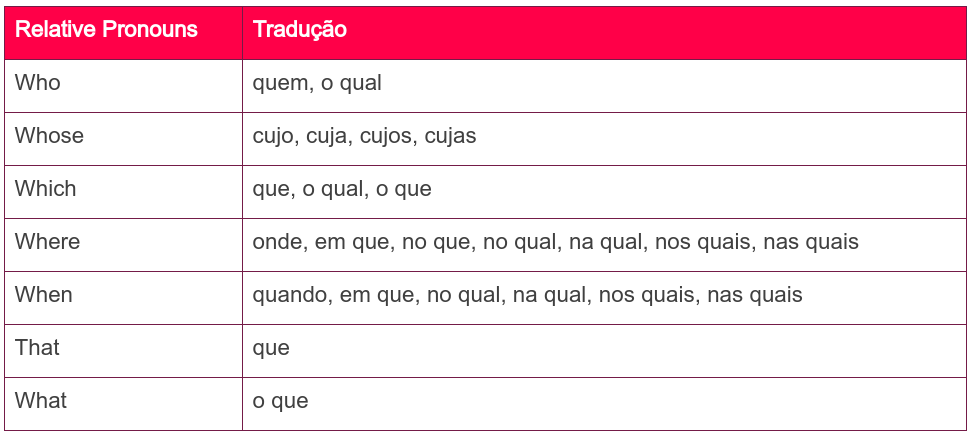 Relative Pronouns Tradução
Who quem, o qual
Whose cujo, cuja, cujos, cujas
Which que, o qual, o que
Where onde, em que, no que, no qual, na qual, nos quais, nas quais
When quando, em que, no qual, na qual, nos quais, nas quais
That que
What o que